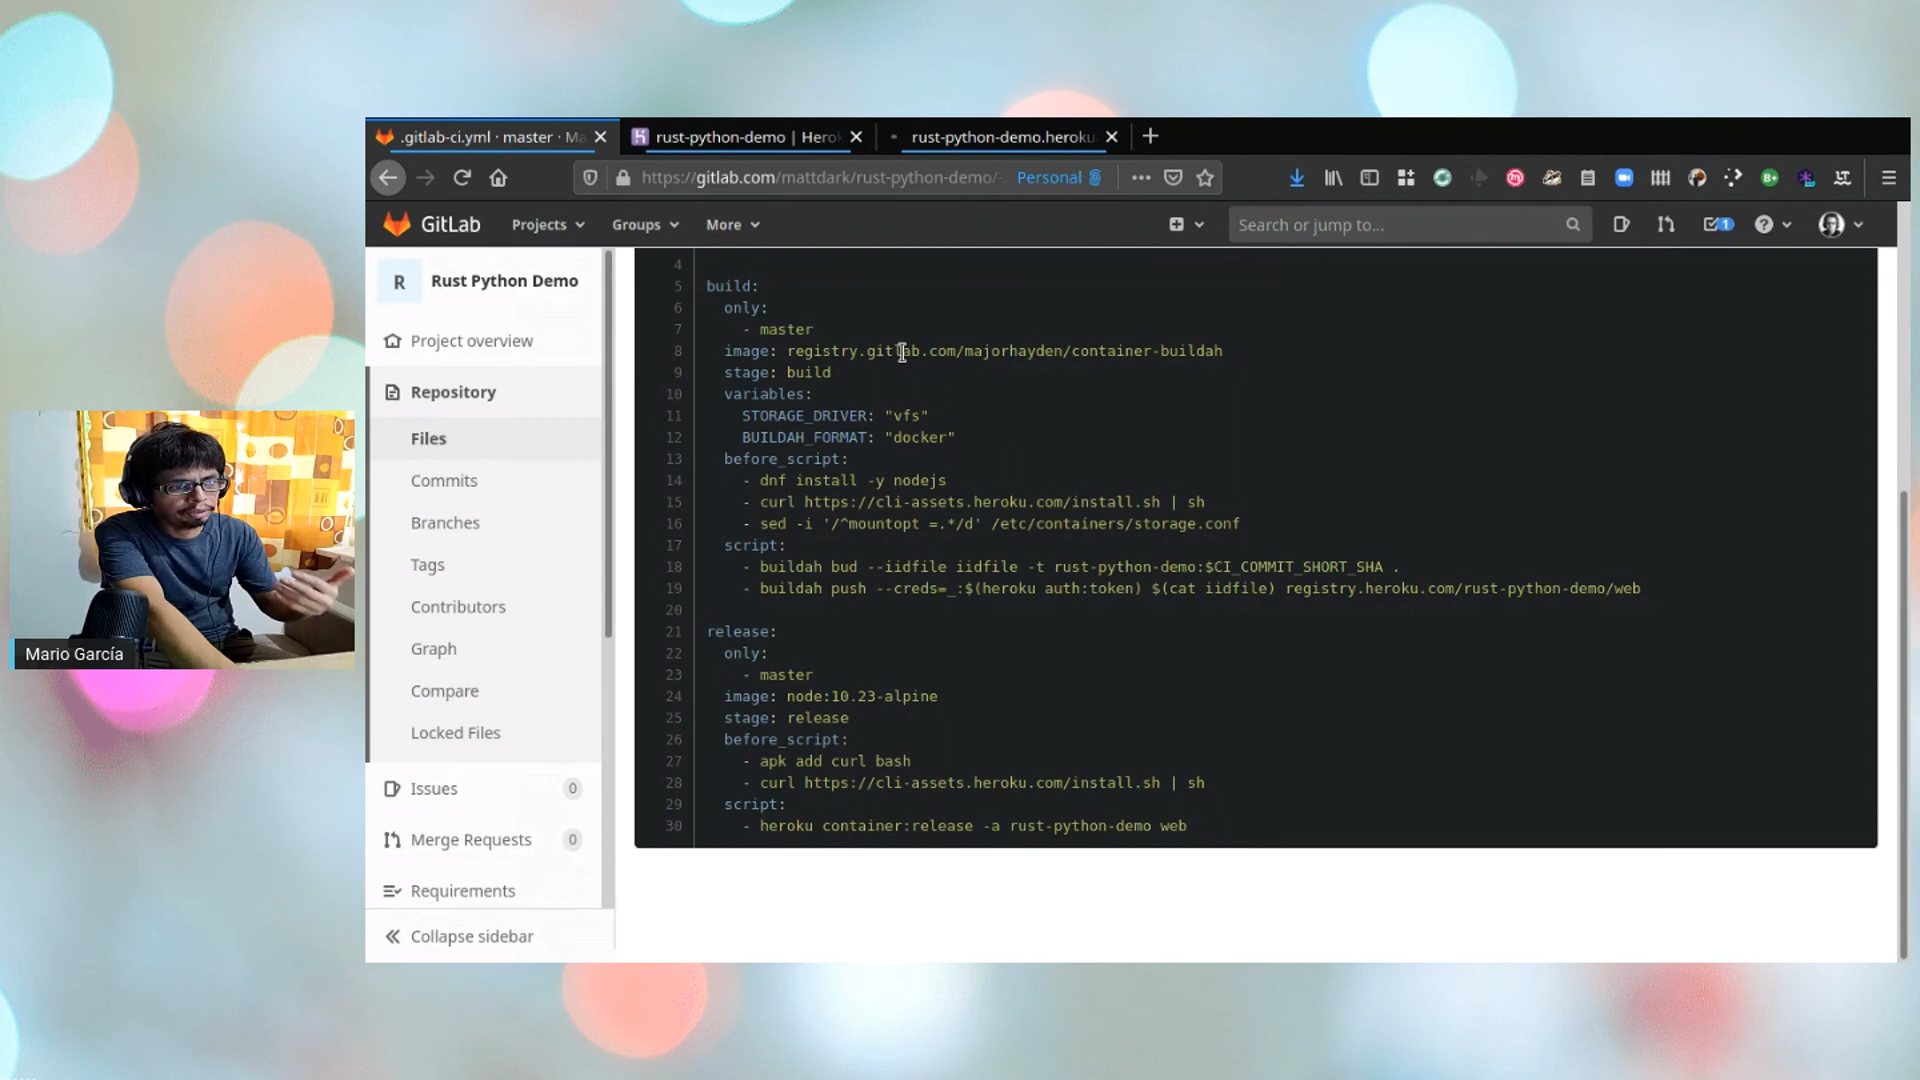 .gitlab-ci.yml · master · Ma
rust-python-demo | Hero
rust-python-demo.heroku
https://gitlab.com/mattdark/rust-python-demo/-
Personal
GitLab
Projects
Groups
More
Search or jump to...
1
R
Rust Python Demo
Project overview
Repository
Files
Commits
Branches
Tags
Contributors
Graph
Compare
Locked Files
Issues 0
Merge Requests 0
Requirements
Collapse sidebar
4
5 build:
6 only:
7 - master
8 image: registry.gitlab.com/majorhayden/container-buildah
9 stage: build
10 variables:
11 STORAGE_DRIVER: "vfs"
12 BUILDAH_FORMAT: "docker"
13 before_script:
14 - dnf install -y nodejs
15 - curl https://cli-assets.heroku.com/install.sh | sh
16 - sed -i '/^mountopt =.*/d' /etc/containers/storage.conf
17 script:
18 - buildah bud --iidfile iidfile -t rust-python-demo:$CI_COMMIT_SHORT_SHA .
19 - buildah push --creds=_:$(heroku auth:token) $(cat iidfile) registry.heroku.com/rust-python-demo/web
20
21 release:
22 only:
23 - master
24 image: node:10.23-alpine
25 stage: release
26 before_script:
27 - apk add curl bash
28 - curl https://cli-assets.heroku.com/install.sh | sh
29 script:
30 - heroku container:release -a rust-python-demo web
Mario García